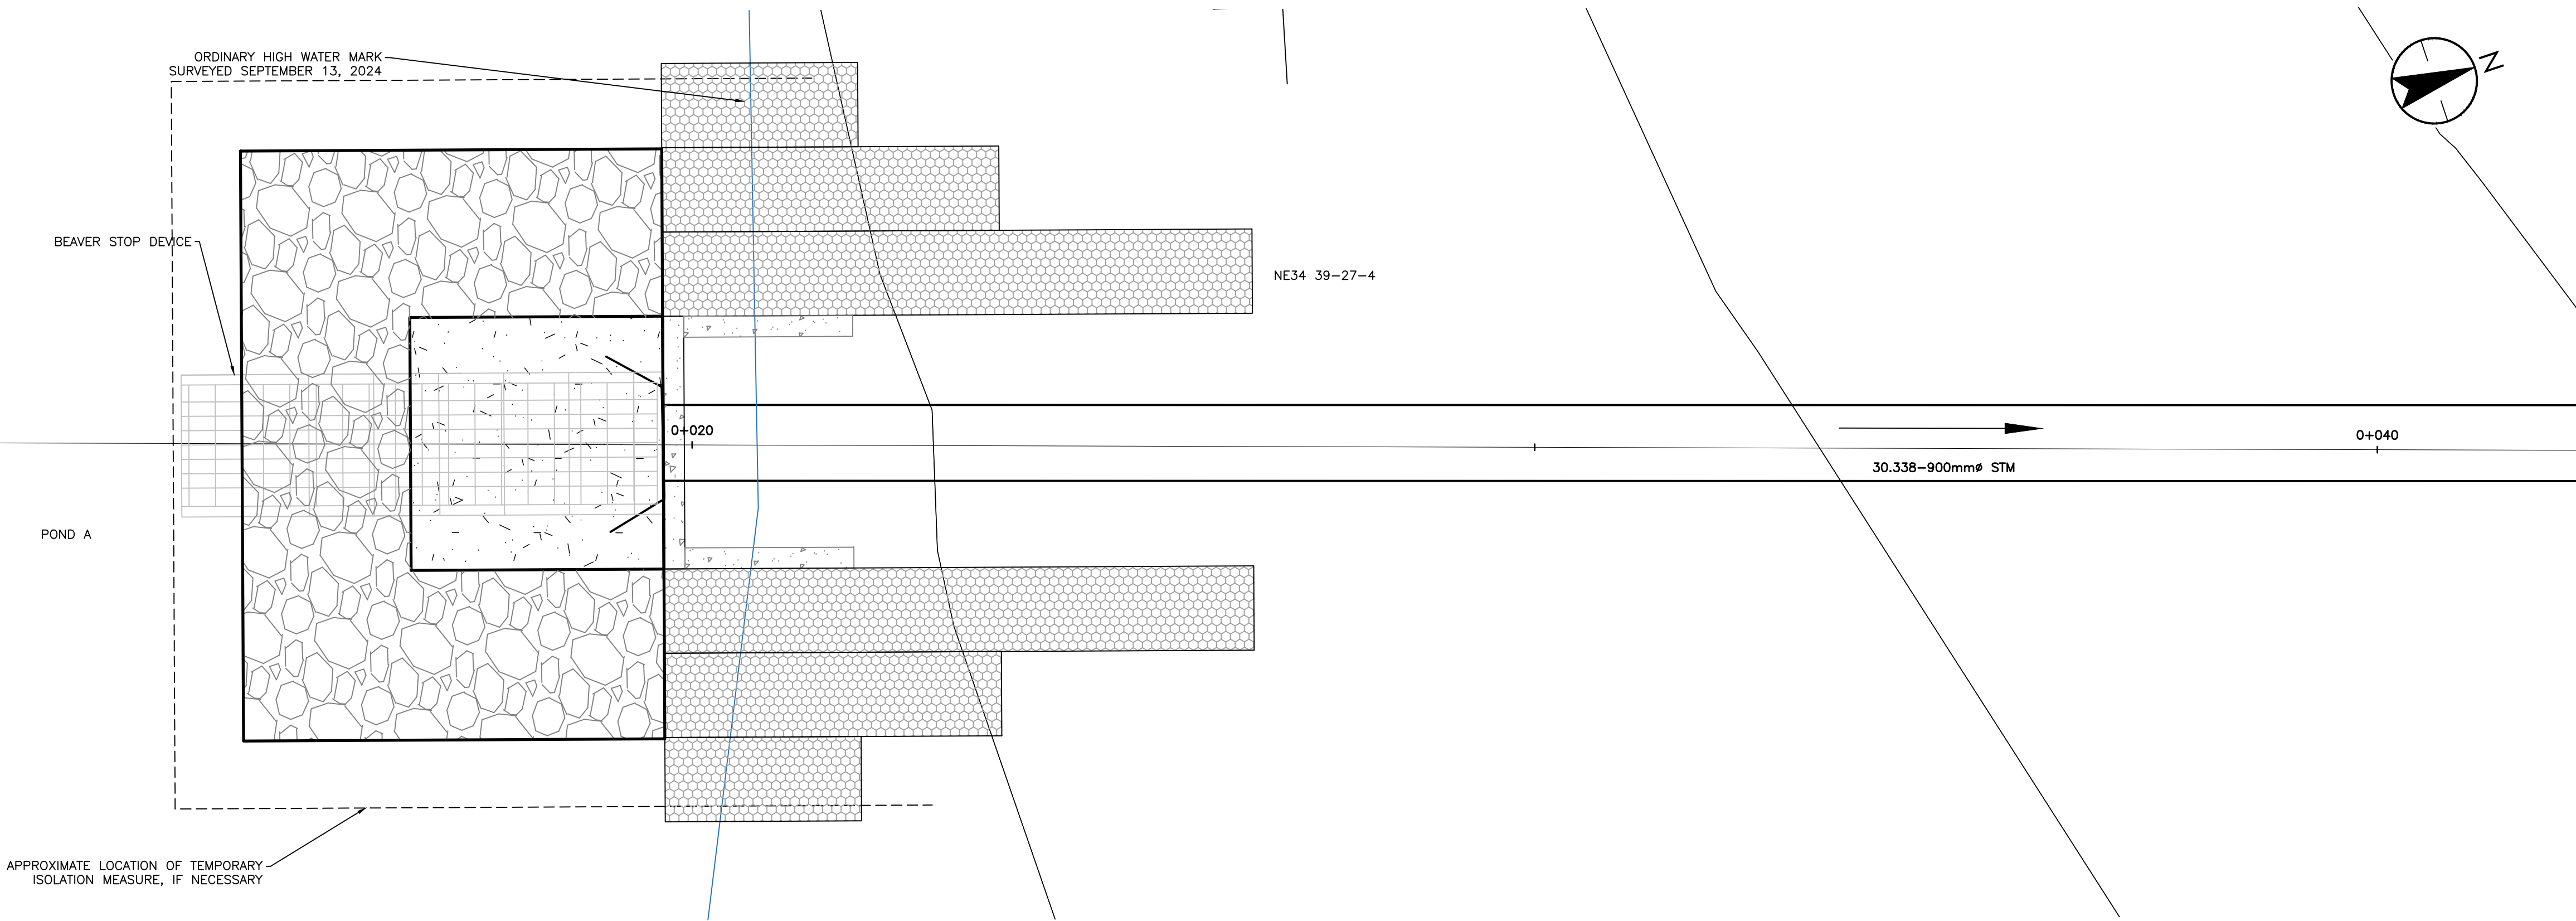 ORDINARY HIGH WATER MARK
SURVEYED SEPTEMBER 13, 2024
N
BEAVER STOP DEVICE
NE34 39-27-4
0+020
0+040
30.338-900mmø STM
POND A
APPROXIMATE LOCATION OF TEMPORARY
ISOLATION MEASURE, IF NECESSARY